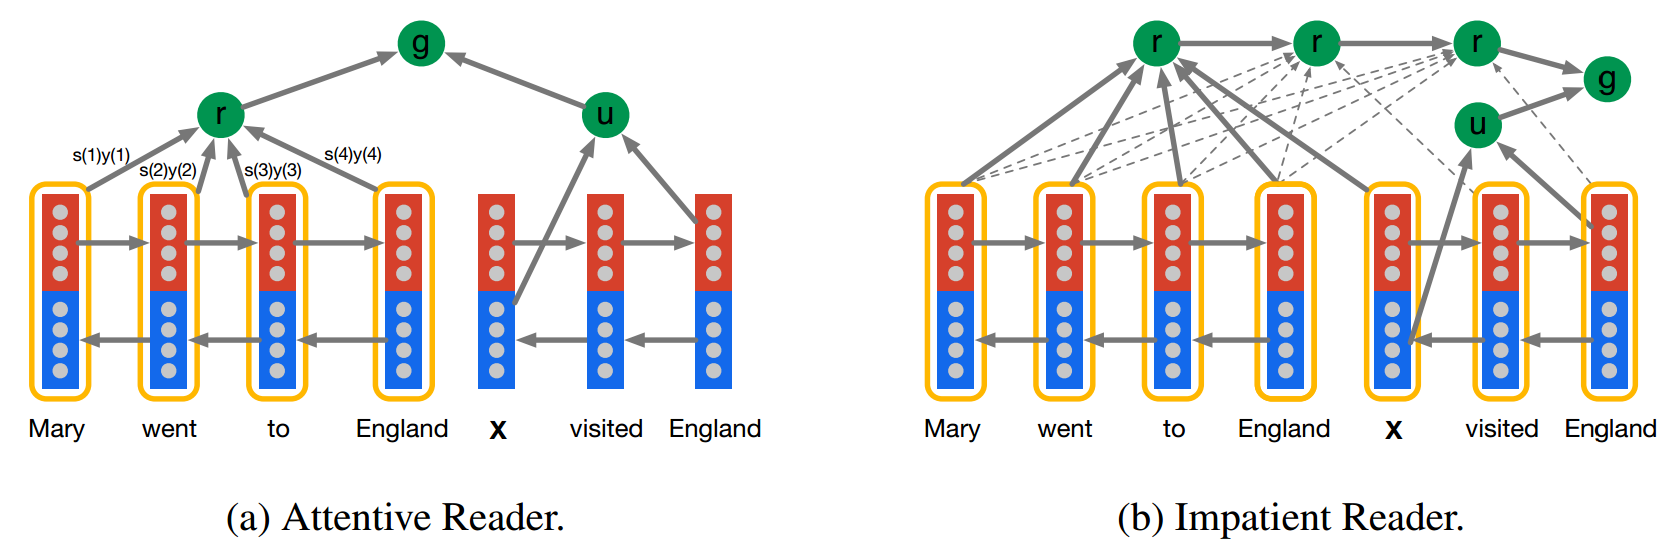 g
r
u
s(1)y(1)
s(2)y(2)
s(3)y(3)
s(4)y(4)
Mary went to England X visited England
(a) Attentive Reader.
r r r
g
u
Mary went to England X visited England
(b) Impatient Reader.